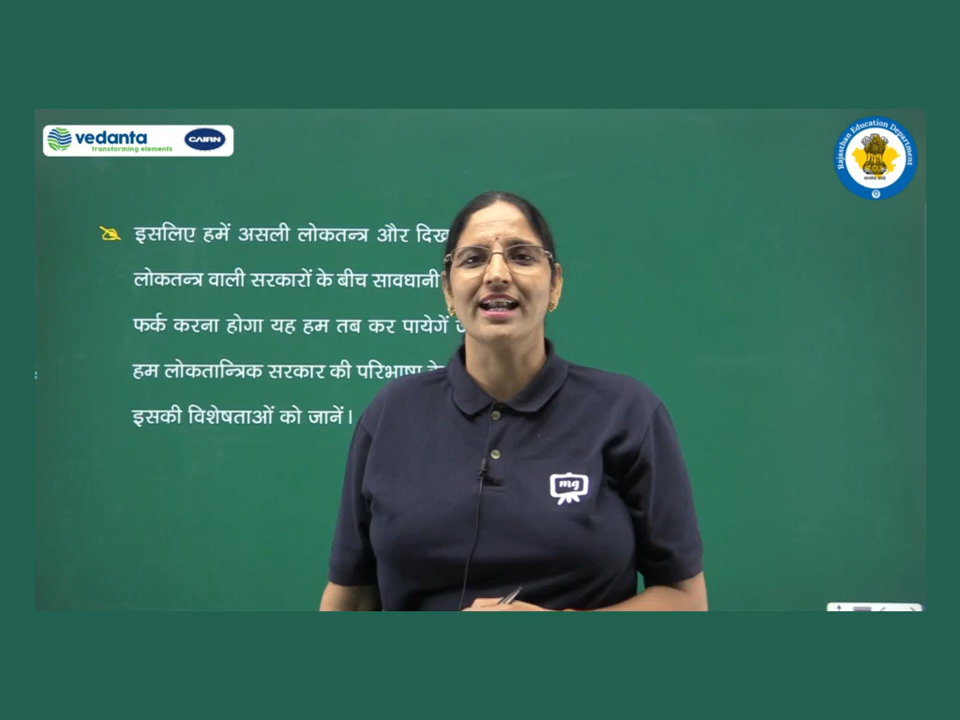 vedanta
transforming elements
CAIRN
Rajasthan Education Department
इसलिए हमें असली लोकतन्त्र और
लोकतन्त्र वाली सरकारों के बीच सावधानी
फर्क करना होगा यह हम तब कर पायेगें
हम लोकतान्त्रिक सरकार की परिभाषा
इसकी विशेषताओं को जानें।
mg